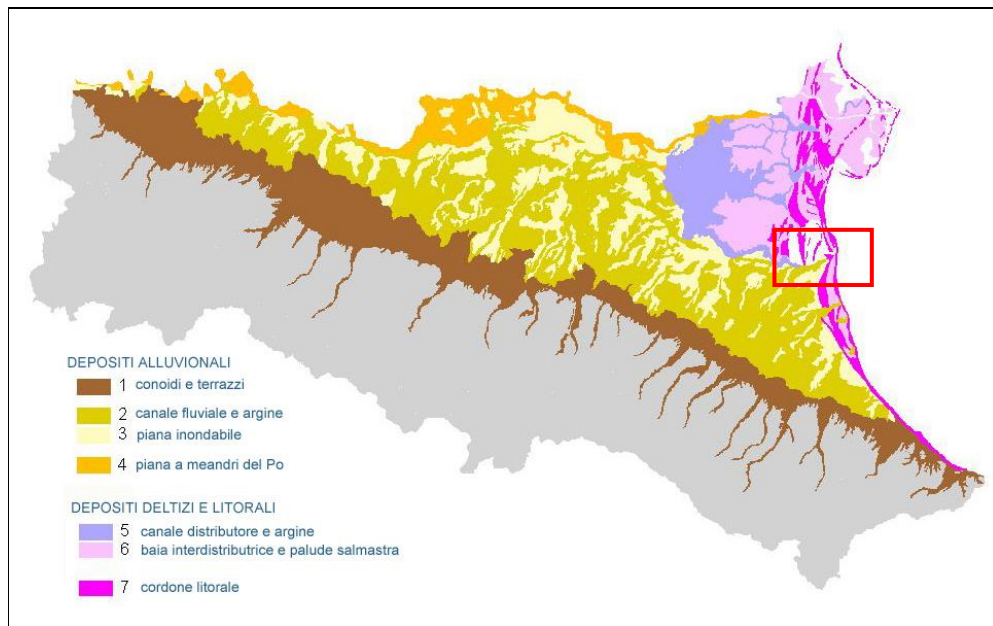 DEPOSITI ALLUVIONALI
1 conoidi e terrazzi
2 canale fluviale e argine
3 piana inondabile
4 piana a meandri del Po
DEPOSITI DELTIZI E LITORALI
5 canale distributore e argine
6 baia interdistributrice e palude salmastra
7 cordone litorale